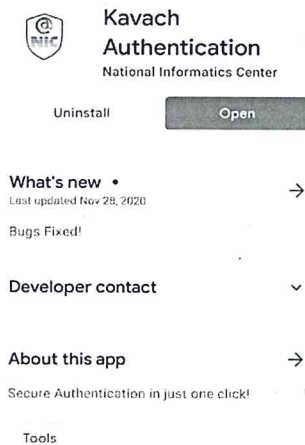 @
NIC
Kavach
Authentication
National Informatics Center
Uninstall
Open
What's new •
Last updated Nov 28, 2020
Bugs Fixed!
Developer contact
About this app
Secure Authentication in just one click!
Tools